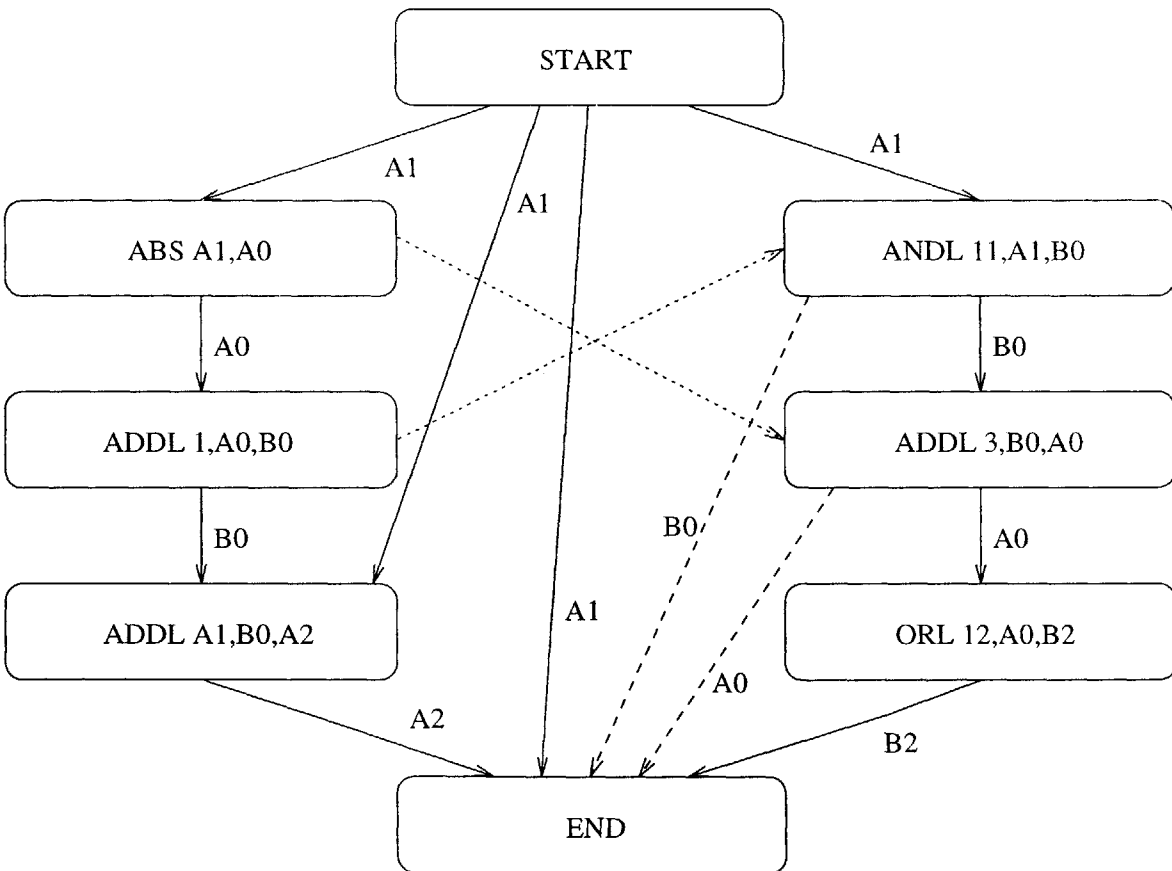 START
A1
A1
A1
ABS A1,A0
ANDL 11,A1,B0
A0
B0
ADDL 1,A0,B0
ADDL 3,B0,A0
B0
B0
A0
A1
ADDL A1,B0,A2
ORL 12,A0,B2
A0
A2
B2
END